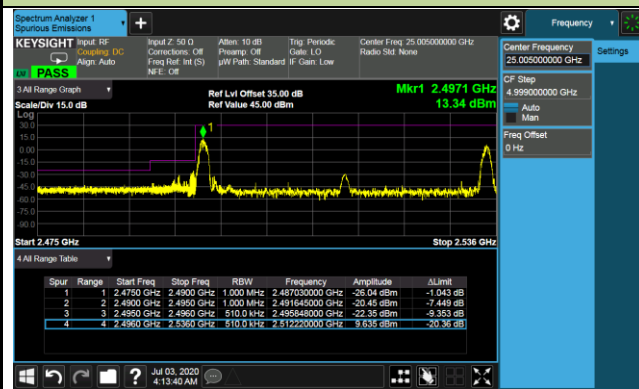 Spectrum Analyzer 1
Spurious Emissions
Frequency
KEYSIGHT
Input: RF
Coupling: DC
Align: Auto
Input Z: 50 Ω
Corrections: Off
Freq Ref: Int (S)
NFE: Off
Atten: 10 dB
Preamp: Off
µW Path: Standard
Trig: Periodic
Gate: LO
IF Gain: Low
Center Freq: 25.005000000 GHz
Radio Std: None
PASS
Center Frequency
25.005000000 GHz
Settings
CF Step
4.999000000 GHz
Auto
Man
Freq Offset
0 Hz
3 All Range Graph
Scale/Div 15.0 dB
Ref Lvl Offset 35.00 dB
Ref Value 45.00 dBm
Mkr1 2.4971 GHz
13.34 dBm
Log
30.0
15.0
0.00
-15.0
-30.0
-45.0
-60.0
-75.0
-90.0
1
Start 2.475 GHz
Stop 2.536 GHz
4 All Range Table
Spur Range Start Freq Stop Freq RBW Frequency Amplitude ΔLimit
1 1 2.4750 GHz 2.4900 GHz 1.000 MHz 2.487030000 GHz -26.04 dBm -1.043 dB
2 2 2.4900 GHz 2.4950 GHz 1.000 MHz 2.491645000 GHz -20.45 dBm -7.449 dB
3 3 2.4950 GHz 2.4960 GHz 510.0 kHz 2.495848000 GHz -22.35 dBm -9.353 dB
4 4 2.4960 GHz 2.5360 GHz 510.0 kHz 2.512220000 GHz 9.635 dBm -20.36 dB
?
Jul 03, 2020
4:13:40 AM